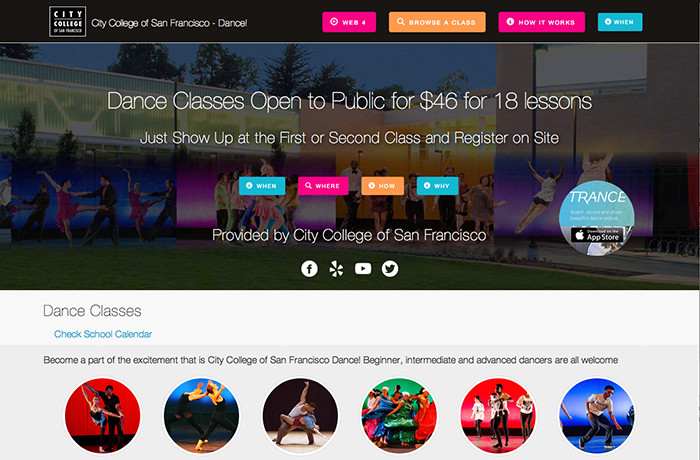 CITY
COLLEGE
OF SAN FRANCISCO
City College of San Francisco - Dance!
WEB 4
BROWSE A CLASS
HOW IT WORKS
WHEN
Dance Classes Open to Public for $46 for 18 lessons
Just Show Up at the First or Second Class and Register on Site
WHEN
WHERE
HOW
WHY
TRANCE
Watch, record and share
beautiful dance videos
Download on the
App Store
Provided by City College of San Francisco
Dance Classes
Check School Calendar
Become a part of the excitement that is City College of San Francisco Dance! Beginner, intermediate and advanced dancers are all welcome